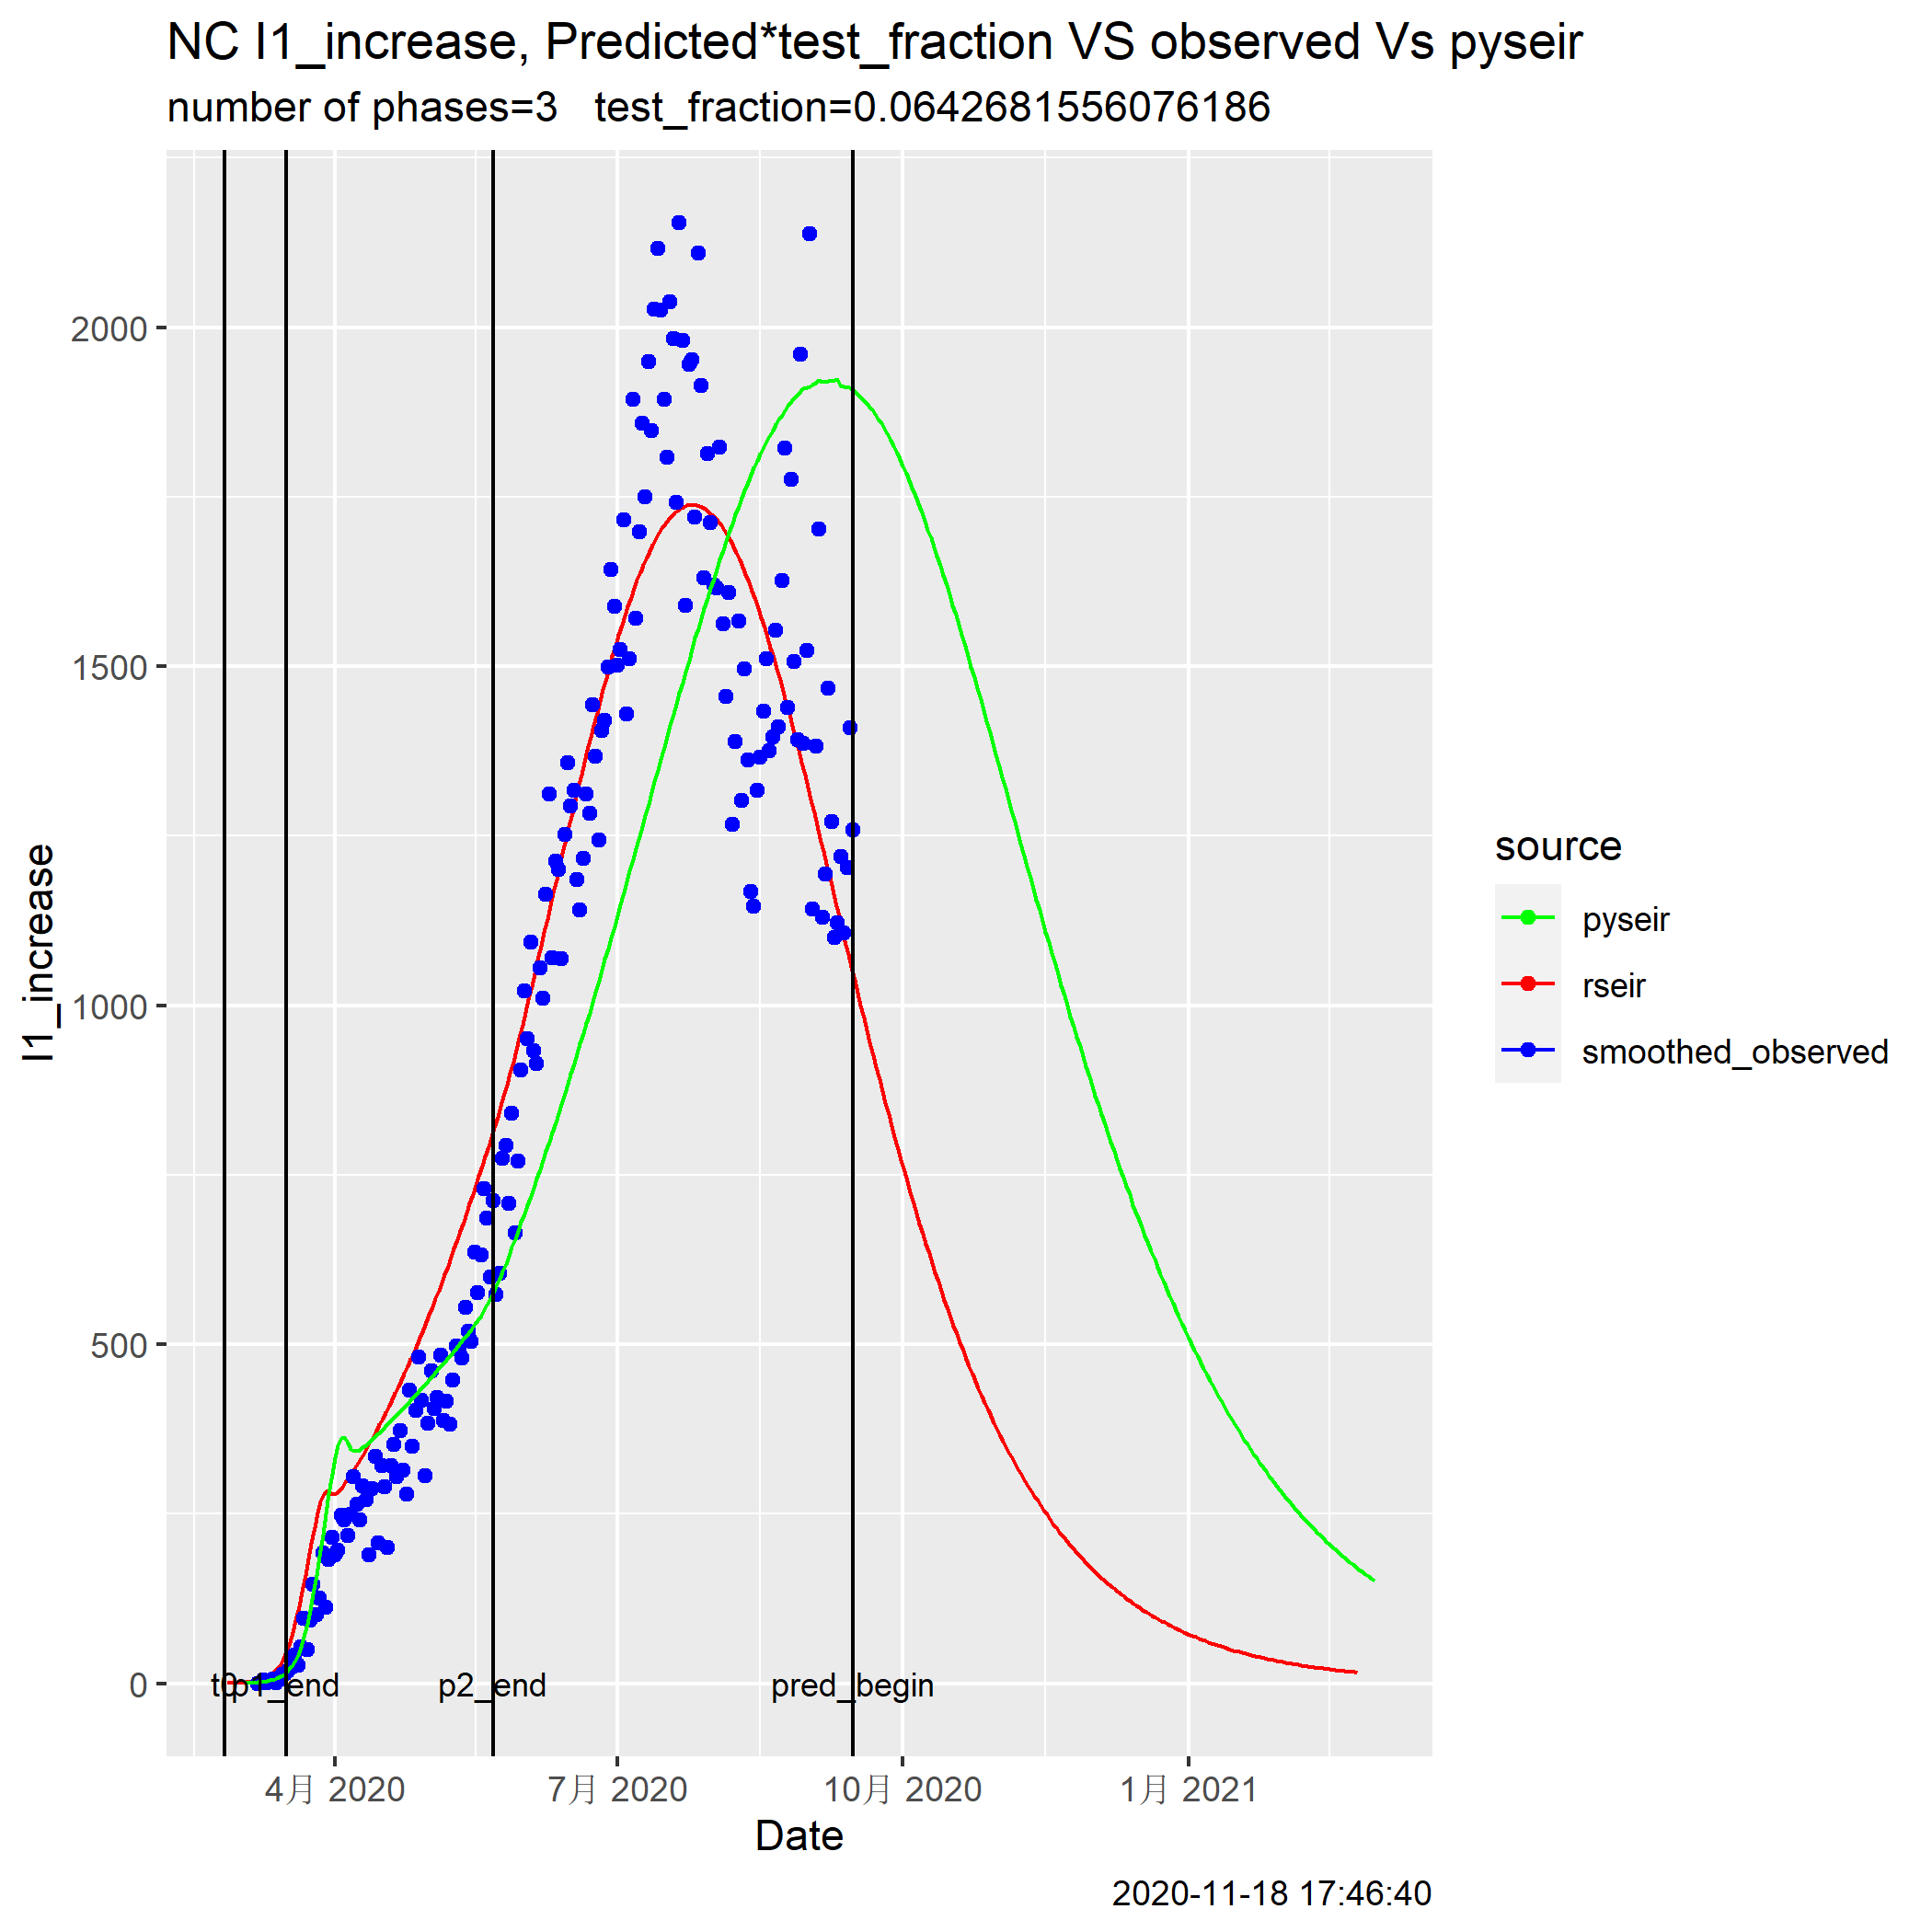 NC I1_increase, Predicted*test_fraction VS observed Vs pyseir
number of phases=3   test_fraction=0.0642681556076186
I1_increase
2000
1500
1000
500
0
t0
p1_end
p2_end
pred_begin
4月 2020
7月 2020
10月 2020
1月 2021
Date
source
pyseir
rseir
smoothed_observed
2020-11-18 17:46:40